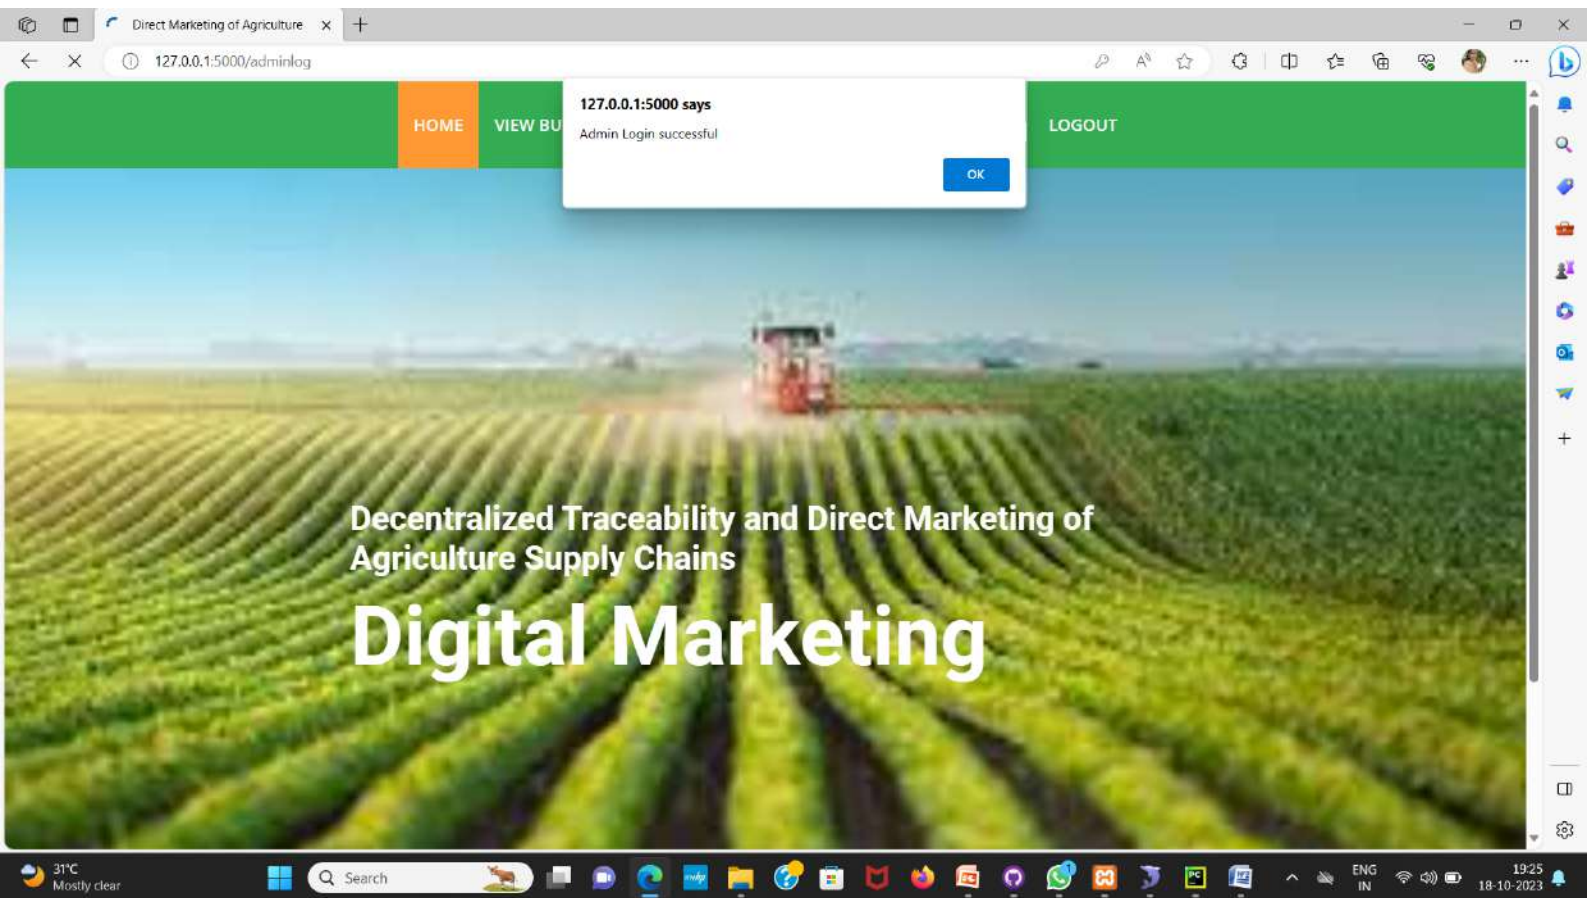 Direct Marketing of Agriculture
127.0.0.1:5000/adminlog
127.0.0.1:5000 says
Admin Login successful
OK
HOME
VIEW BU
LOGOUT
Decentralized Traceability and Direct Marketing of
Agriculture Supply Chains
Digital Marketing
31°C
Mostly clear
Search
ENG
IN
19:25
18-10-2023